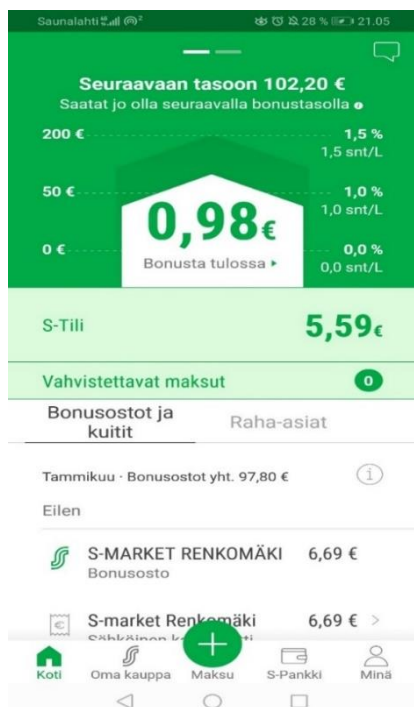 Saunalahti 28 % 21.05
Seuraavaan tasoon 102,20 €
Saatat jo olla seuraavalla bonustasolla
200 € 1,5 %
1,5 snt/L
50 € 1,0 %
1,0 snt/L
0,98€
0 € 0,0 %
Bonusta tulossa
0,0 snt/L
S-Tili 5,59€
Vahvistettavat maksut 0
Bonusostot ja kuitit
Raha-asiat
Tammikuu · Bonusostot yht. 97,80 €
Eilen
S-MARKET RENKOMÄKI 6,69 €
Bonusosto
S-market Renkomäki 6,69 €
Sähköinen
Koti Oma kauppa Maksu S-Pankki Minä